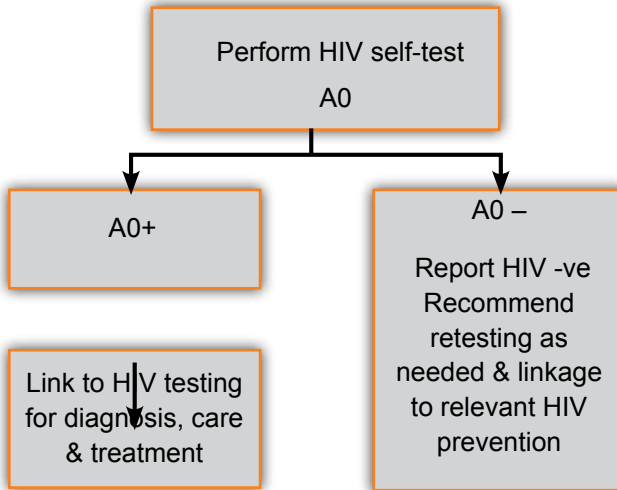 Perform HIV self-test
A0
A0+
Link to HIV testing
for diagnosis, care
& treatment
A0 –
Report HIV -ve
Recommend
retesting as
needed & linkage
to relevant HIV
prevention